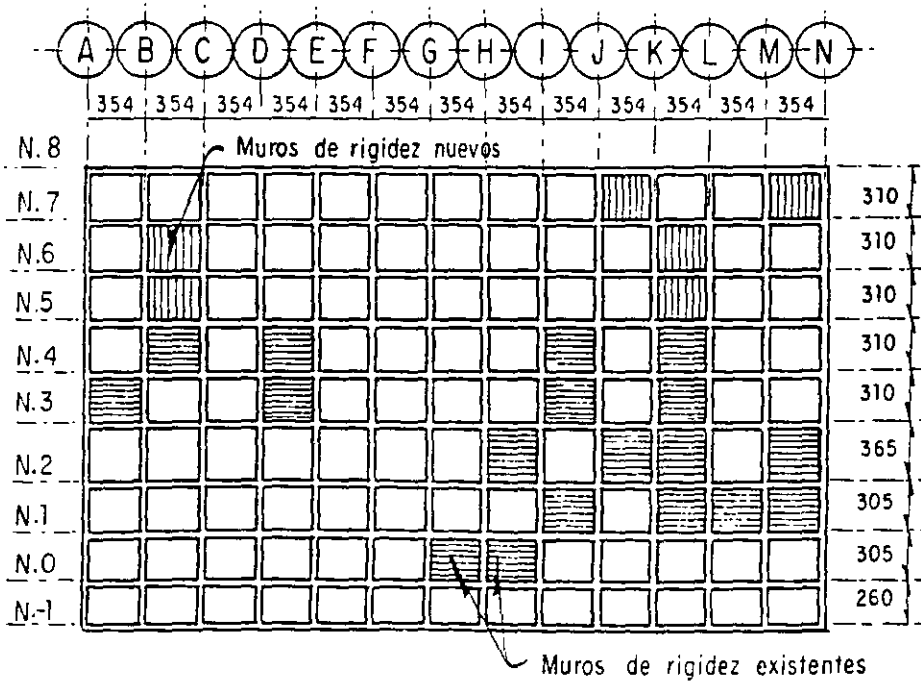 A B C D E F G H I J K L M N
354 354 354 354 354 354 354 354 354 354 354 354 354
N.8
Muros de rigidez nuevos
N.7 310
N.6 310
N.5 310
N.4 310
N.3 310
N.2 365
N.1 305
N.0 305
N.-1 260
Muros de rigidez existentes